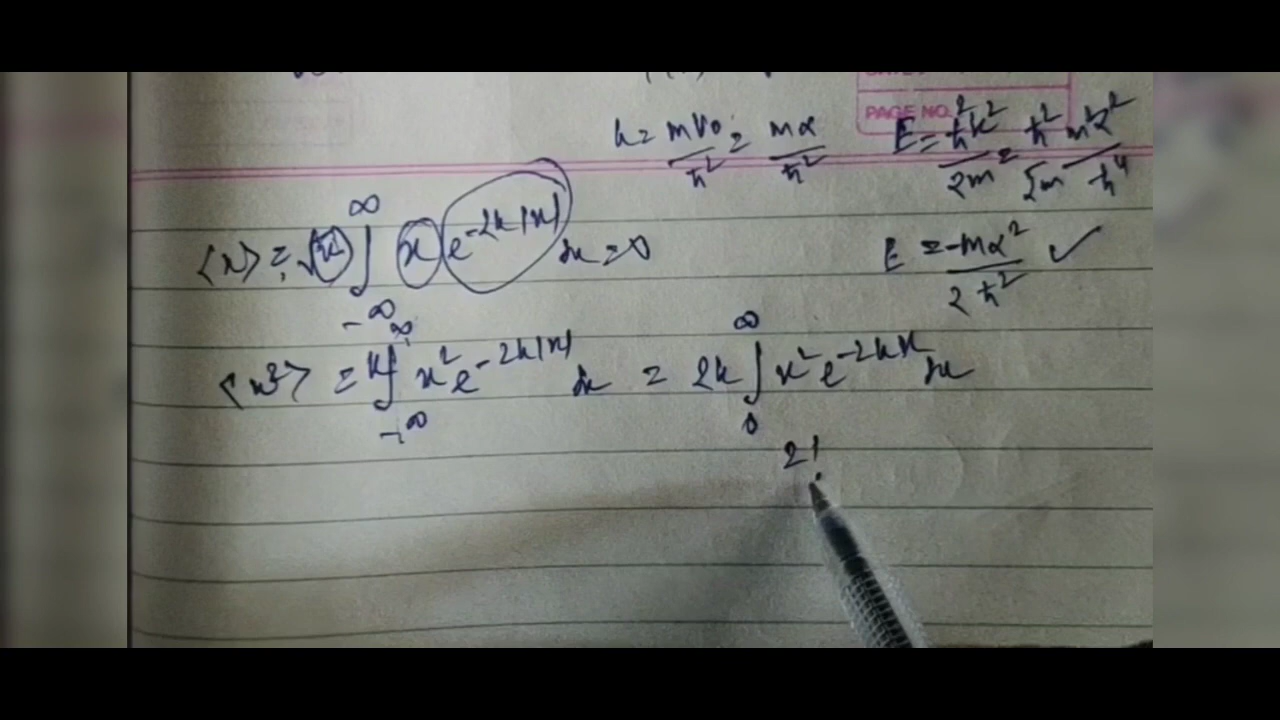 PAGE NO.
k = mV₀/ħ² = mα/ħ²
E = ħ²k²/2m = ħ²/2m m²α²/ħ⁴
⟨x⟩ = √k ∫_{-∞}^{∞} x e^{-2k|x|} dx = 0
E = -mα²/2ħ² ✓
⟨x²⟩ = k ∫_{-∞}^{∞} x² e^{-2k|x|} dx = 2k ∫_0^∞ x² e^{-2kx} dx
2!